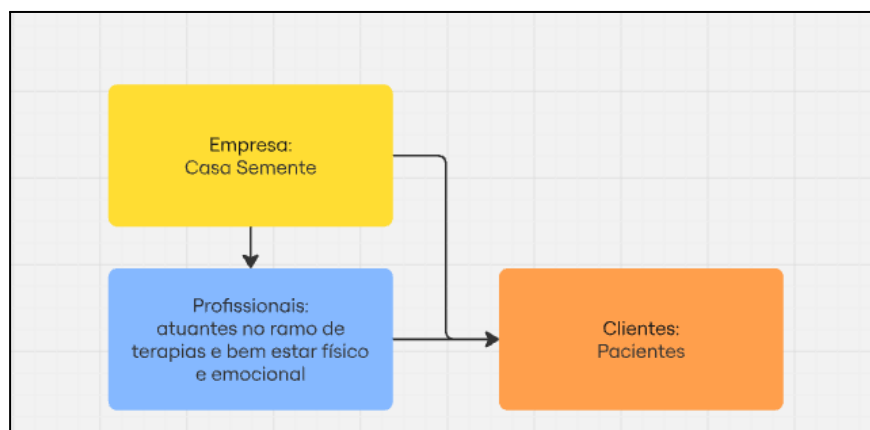 Empresa:
Casa Semente
Profissionais:
atuantes no ramo de
terapias e bem estar físico
e emocional
Clientes:
Pacientes